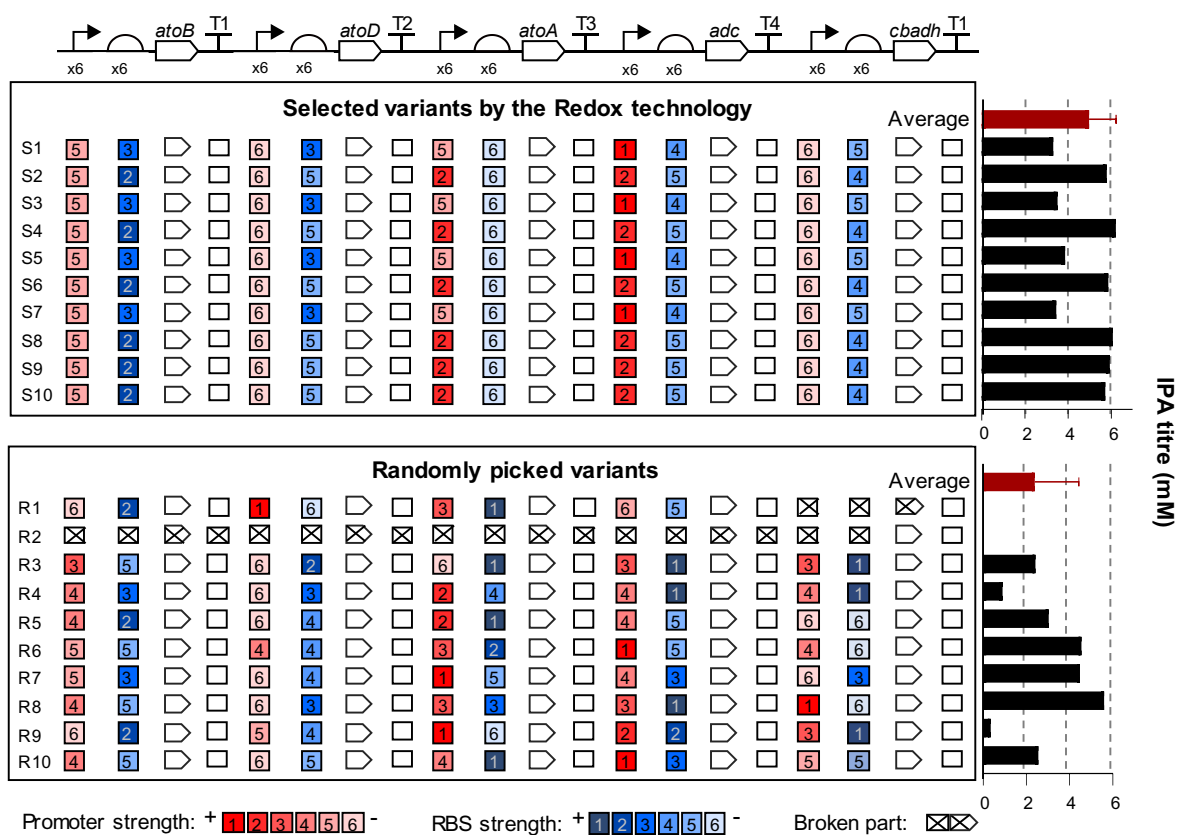 atoB T1 atoD T2 atoA T3 adc T4 cbadh T1
x6 x6 x6 x6 x6 x6 x6 x6 x6 x6
Selected variants by the Redox technology
Average
S1 5 3 6 3 5 6 1 4 6 5
S2 5 2 6 5 2 6 2 5 6 4
S3 5 3 6 3 5 6 1 4 6 5
S4 5 2 6 5 2 6 2 5 6 4
S5 5 3 6 3 5 6 1 4 6 5
S6 5 2 6 5 2 6 2 5 6 4
S7 5 3 6 3 5 6 1 4 6 5
S8 5 2 6 5 2 6 2 5 6 4
S9 5 2 6 5 2 6 2 5 6 4
S10 5 2 6 5 2 6 2 5 6 4
0 2 4 6
IPA titre (mM)
Randomly picked variants
Average
R1 6 2 1 6 3 1 6 5
R2
R3 3 5 6 2 6 1 3 1 3 1
R4 4 3 6 3 2 4 4 1 4 1
R5 4 2 6 4 2 1 4 5 6 6
R6 5 5 4 4 3 2 1 5 4 6
R7 5 3 6 4 1 5 4 3 6 3
R8 4 5 6 3 3 3 3 1 1 6
R9 6 2 5 4 1 6 2 2 3 1
R10 4 5 6 5 4 1 1 3 5 5
0 2 4 6
Promoter strength: + 1 2 3 4 5 6 - RBS strength: + 1 2 3 4 5 6 - Broken part: